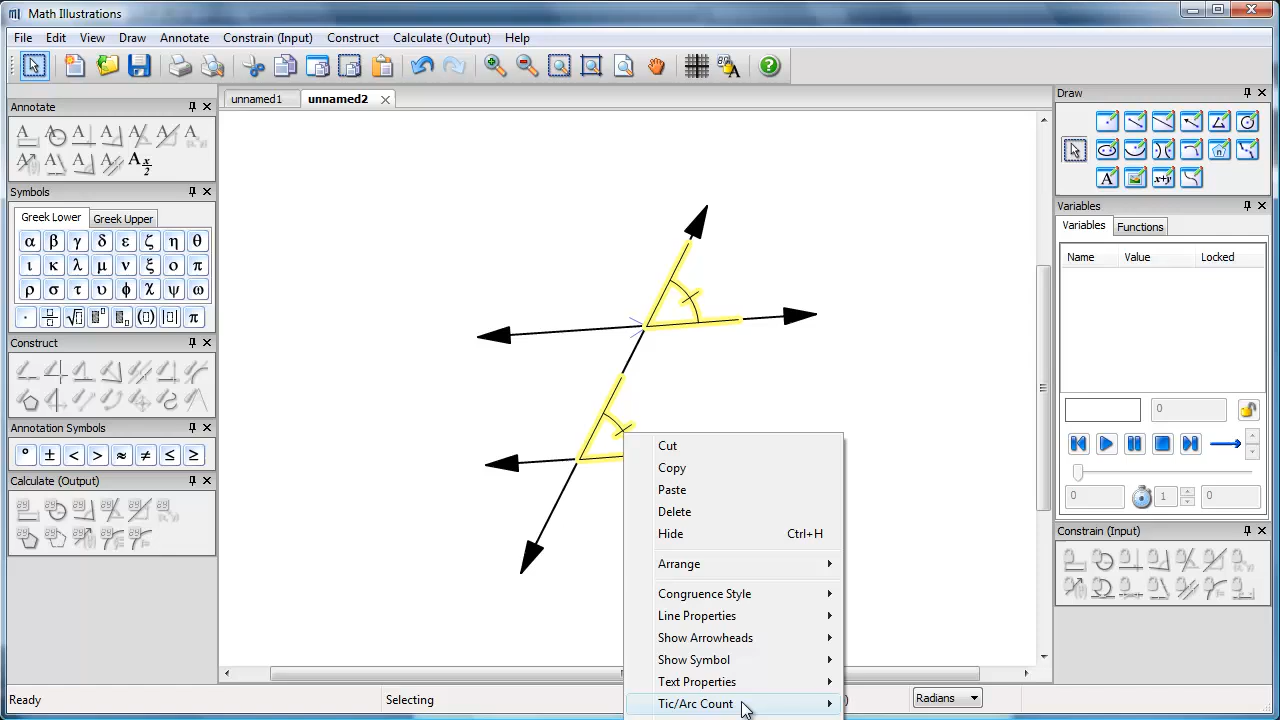 Math Illustrations
File Edit View Draw Annotate Constrain (Input) Construct Calculate (Output) Help
Annotate
Symbols
Greek Lower Greek Upper
α β γ δ ε ζ η θ
ι κ λ μ ν ξ ο π
ρ σ τ υ φ χ ψ ω
Construct
Annotation Symbols
° ± < > ≈ ≠ ≤ ≥
Calculate (Output)
unnamed1 unnamed2
Cut
Copy
Paste
Delete
Hide Ctrl+H
Arrange
Congruence Style
Line Properties
Show Arrowheads
Show Symbol
Text Properties
Tic/Arc Count
Draw
Variables
Variables Functions
Name Value Locked
0
0 1 0
Constrain (Input)
Ready Selecting Radians